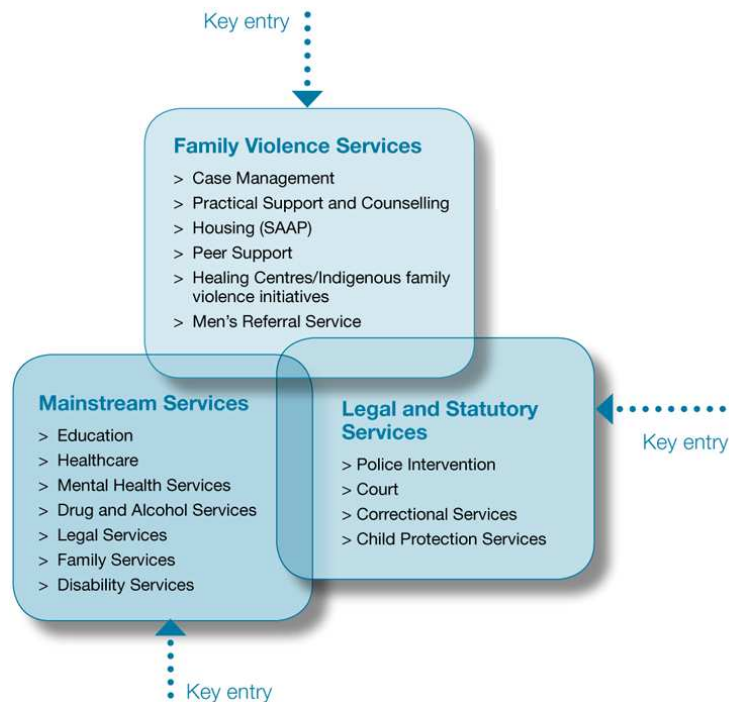 Key entry
Family Violence Services
> Case Management
> Practical Support and Counselling
> Housing (SAAP)
> Peer Support
> Healing Centres/Indigenous family
violence initiatives
> Men’s Referral Service
Mainstream Services
> Education
> Healthcare
> Mental Health Services
> Drug and Alcohol Services
> Legal Services
> Family Services
> Disability Services
Legal and Statutory
Services
> Police Intervention
> Court
> Correctional Services
> Child Protection Services
Key entry
Key entry